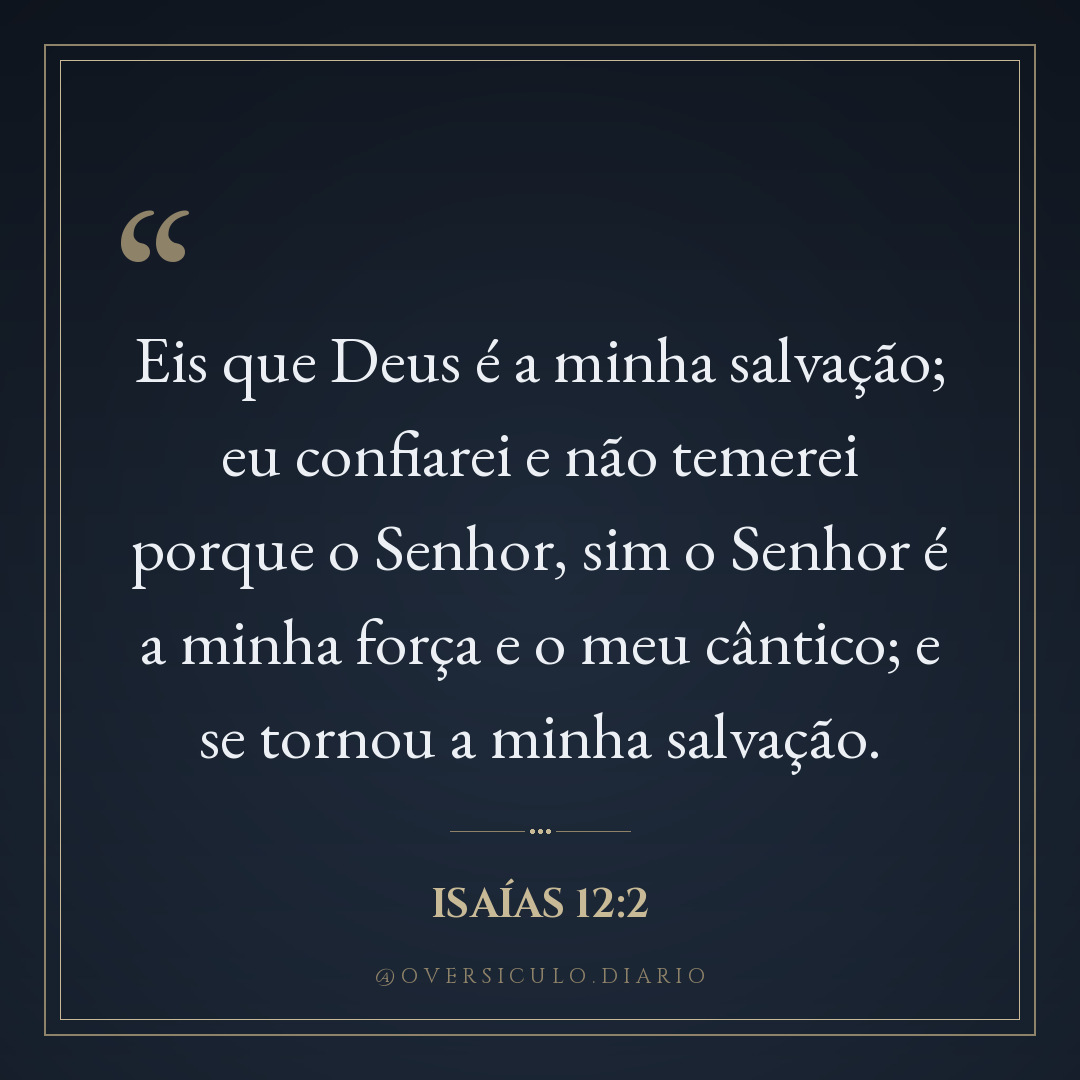 “
Eis que Deus é a minha salvação;
eu confiarei e não temerei
porque o Senhor, sim o Senhor é
a minha força e o meu cântico; e
se tornou a minha salvação.
ISAÍAS 12:2
@OVERSICULO.DIARIO